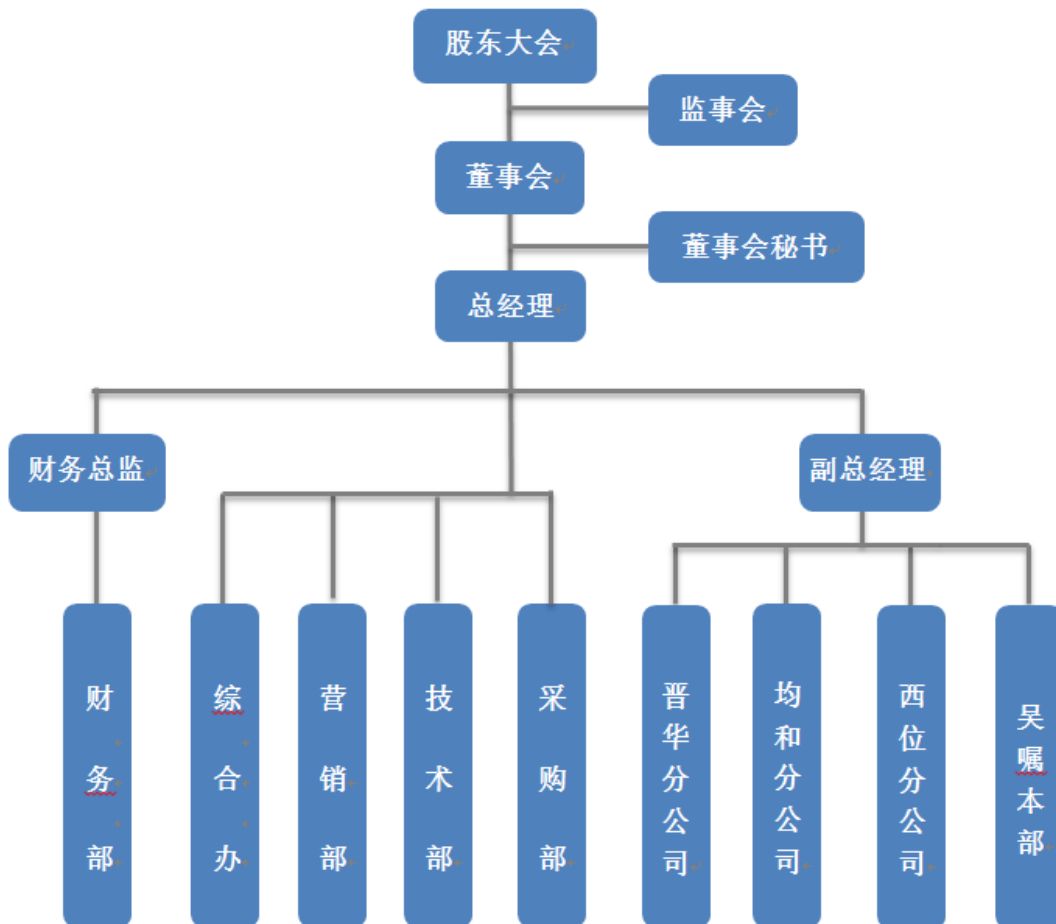 股东大会
监事会
董事会
董事会秘书
总经理
财务总监
副总经理
财务部
综合办
营销部
技术部
采购部
晋华分公司
均和分公司
西位分公司
吴嘱本部